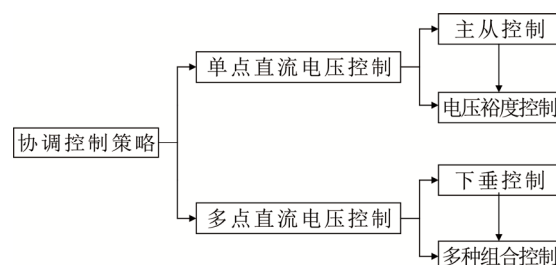 主从控制
单点直流电压控制
电压裕度控制
协调控制策略
下垂控制
多点直流电压控制
多种组合控制